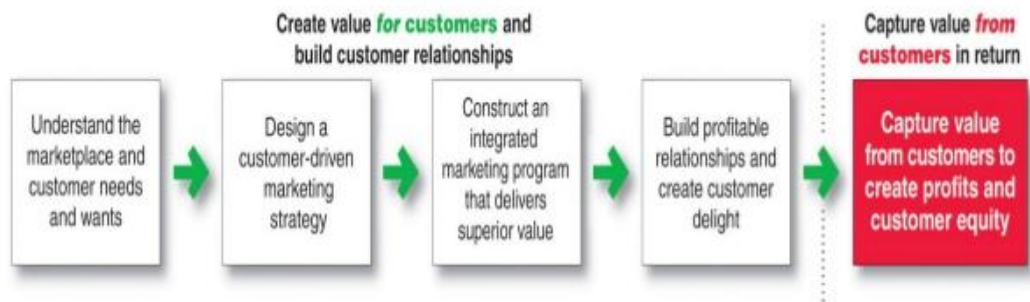 Create value for customers and
build customer relationships
Capture value from
customers in return
Understand the
marketplace and
customer needs
and wants
Design a
customer-driven
marketing
strategy
Construct an
integrated
marketing program
that delivers
superior value
Build profitable
relationships and
create customer
delight
Capture value
from customers to
create profits and
customer equity